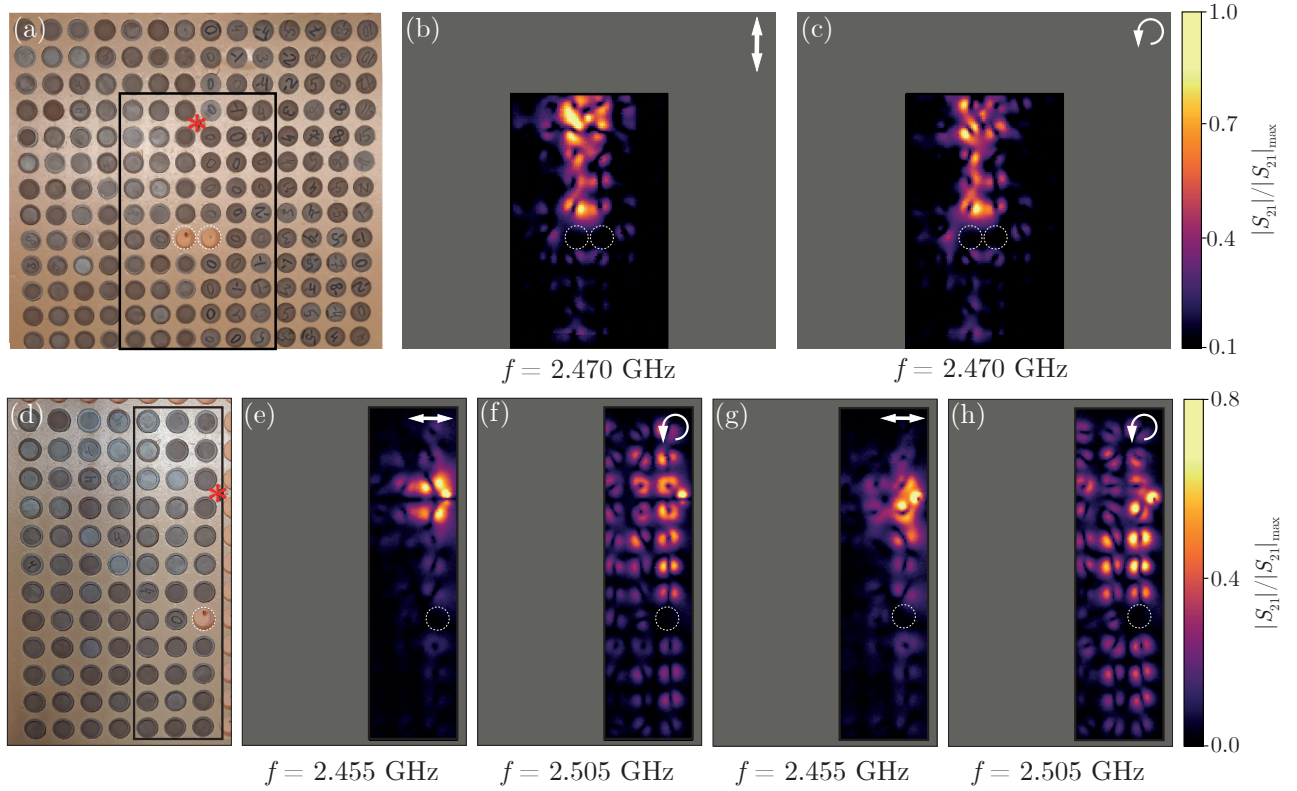 (a)
(b)
(c)
1.0
0.7
0.4
0.1
|S₂₁|/|S₂₁|max
f = 2.470 GHz
f = 2.470 GHz
(d)
(e)
(f)
(g)
(h)
0.8
0.4
0.0
|S₂₁|/|S₂₁|max
f = 2.455 GHz
f = 2.505 GHz
f = 2.455 GHz
f = 2.505 GHz